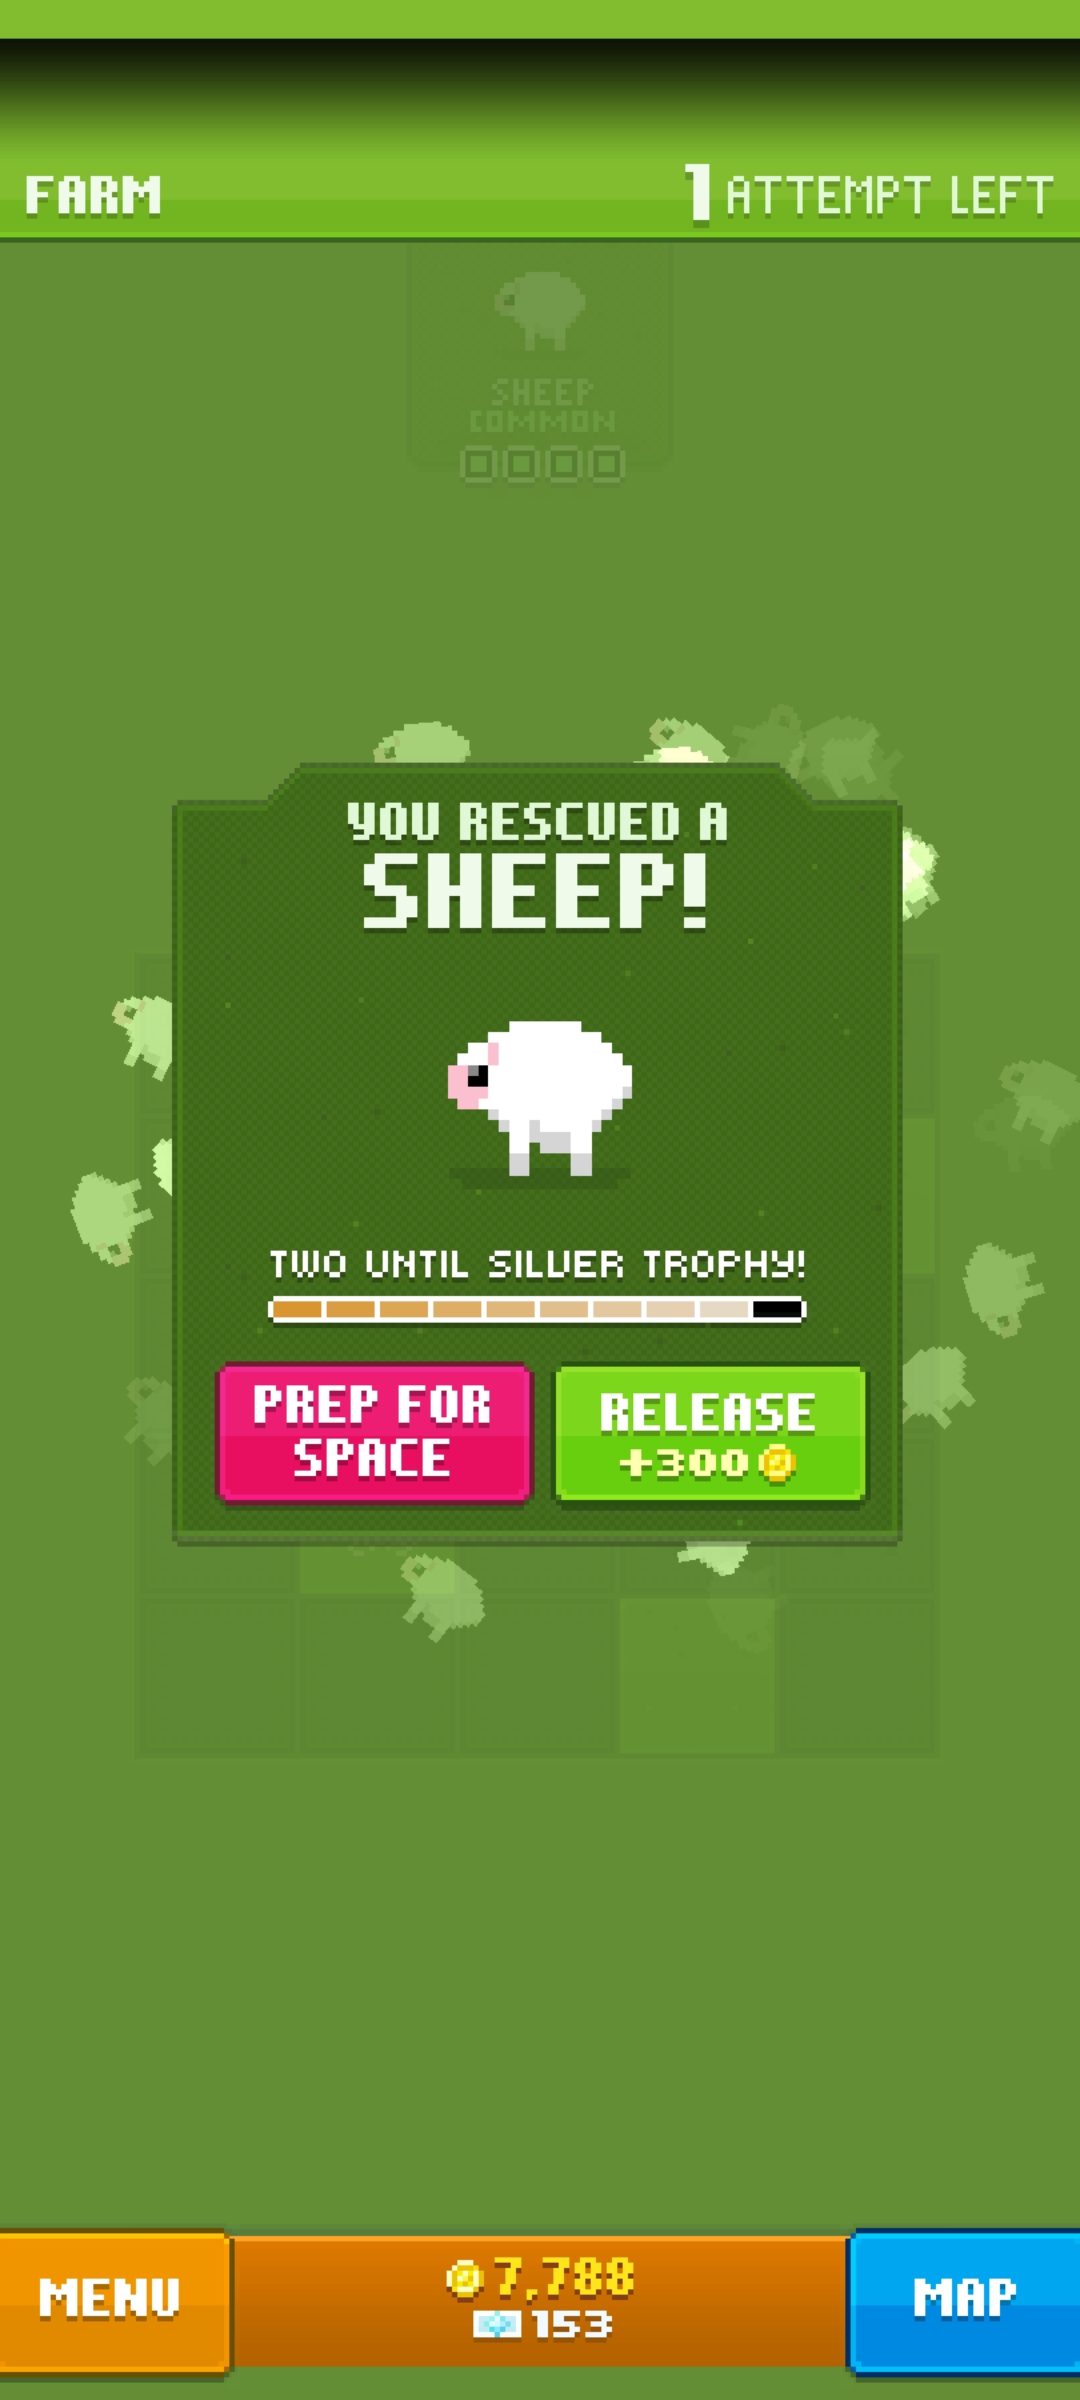 FARM
1 ATTEMPT LEFT
SHEEP
COMMON
YOU RESCUED A
SHEEP!
TWO UNTIL SILVER TROPHY!
PREP FOR
SPACE
RELEASE
+300
MENU
7,788
153
MAP